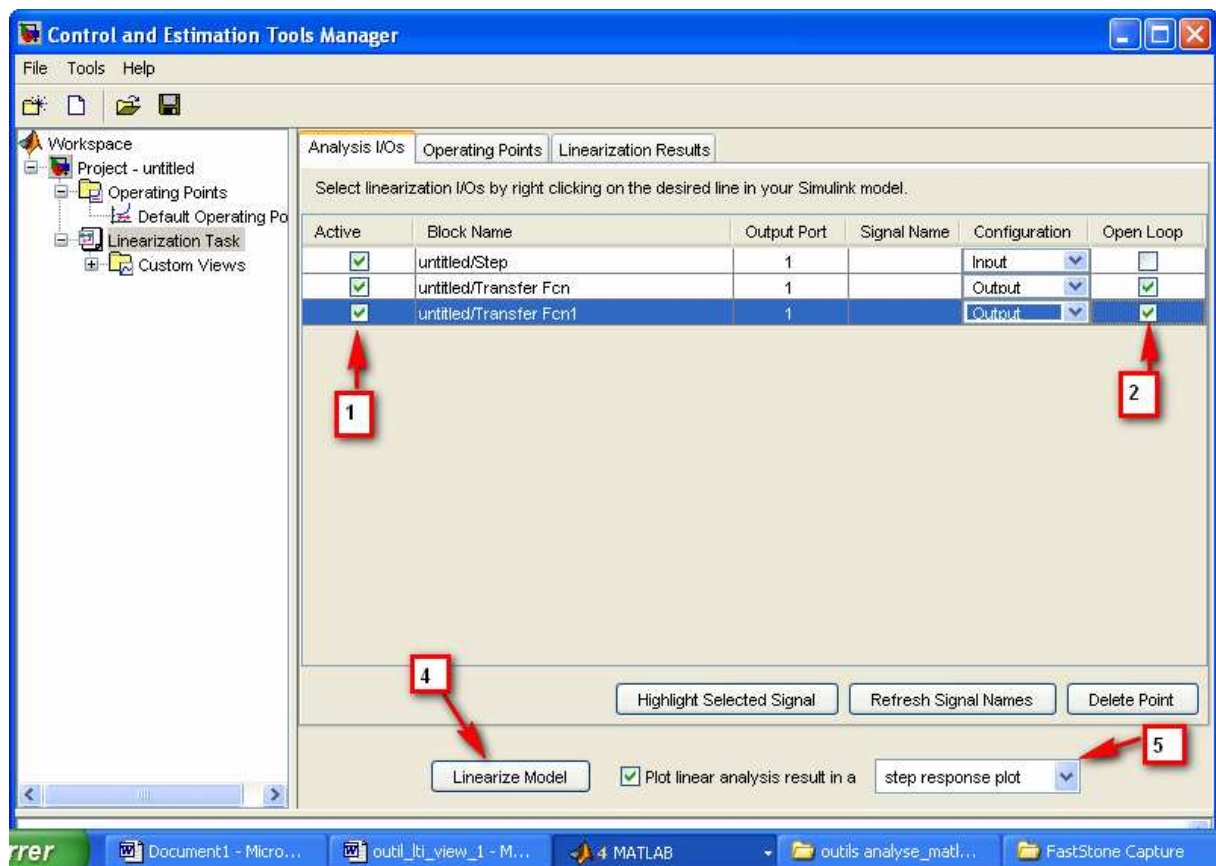 Control and Estimation Tools Manager
File Tools Help
Workspace
Project - untitled
Operating Points
Default Operating Po
Linearization Task
Custom Views
Analysis I/Os Operating Points Linearization Results
Select linearization I/Os by right clicking on the desired line in your Simulink model.
Active Block Name Output Port Signal Name Configuration Open Loop
untitled/Step 1 Input
untitled/Transfer Fcn 1 Output
untitled/Transfer Fcn1 1 Output
1
2
4
Highlight Selected Signal Refresh Signal Names Delete Point
5
Linearize Model Plot linear analysis result in a step response plot
rrer Document1 - Micro... outil_lti_view_1 - M... 4 MATLAB outils analyse_matl... FastStone Capture